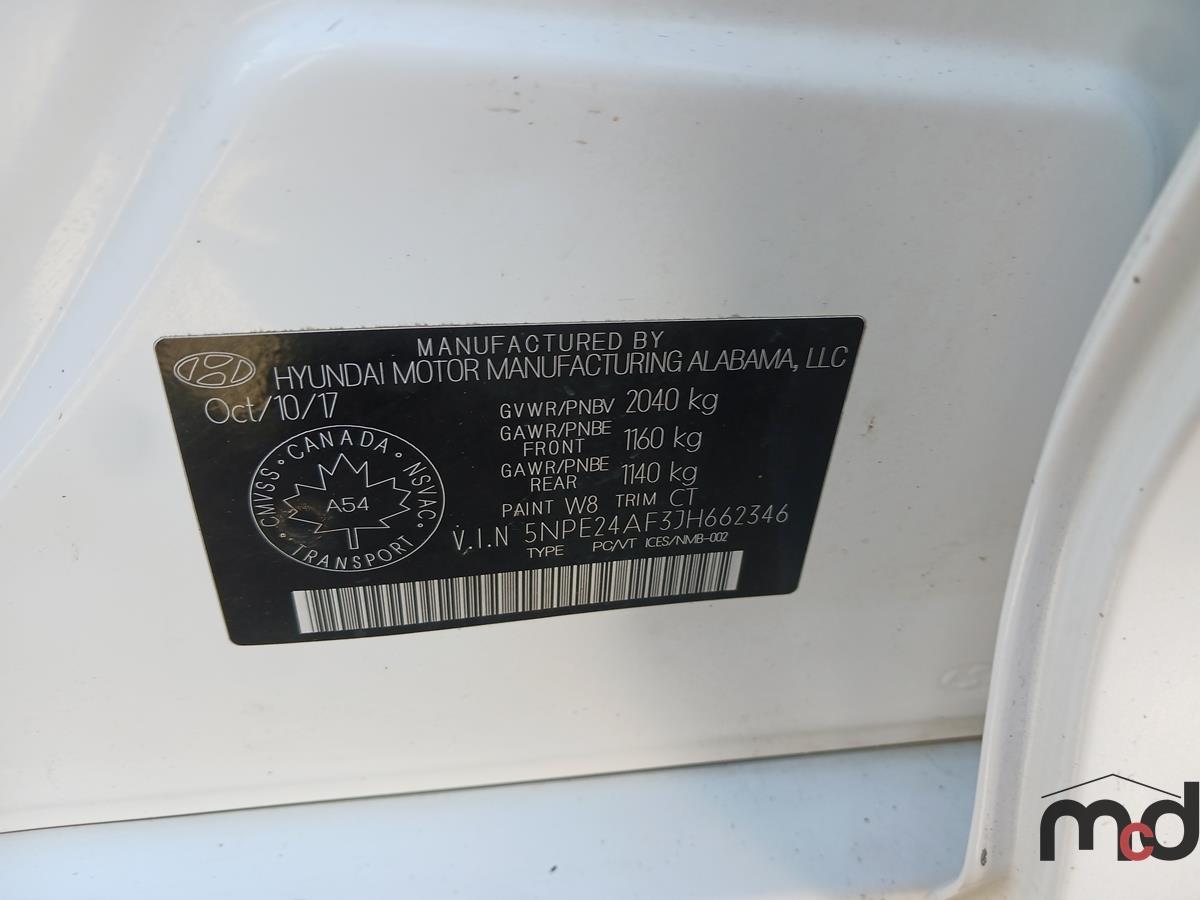 MANUFACTURED BY
HYUNDAI MOTOR MANUFACTURING ALABAMA, LLC
Oct/10/17
GVWR/PNBV 2040 kg
GAWR/PNBE FRONT 1160 kg
GAWR/PNBE REAR 1140 kg
PAINT W8 TRIM CT
V.I.N 5NPE24AF3JH662346
TYPE PC/VT ICES/NMB-002
CMVSS · CANADA · NSVAC · TRANSPORT ·
A54
mcd